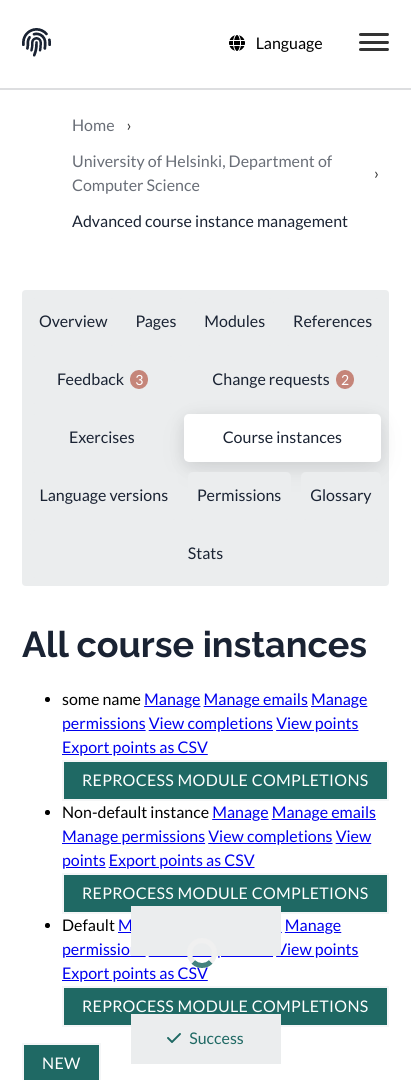 Language
Home ›
University of Helsinki, Department of
Computer Science ›
Advanced course instance management
Overview Pages Modules References
Feedback 3 Change requests 2
Exercises Course instances
Language versions Permissions Glossary
Stats
All course instances
some name Manage Manage emails Manage
permissions View completions View points
Export points as CSV
REPROCESS MODULE COMPLETIONS
Non-default instance Manage Manage emails
Manage permissions View completions View
points Export points as CSV
REPROCESS MODULE COMPLETIONS
Default Manage
View points
Export points as CSV
REPROCESS MODULE COMPLETIONS
Success
NEW